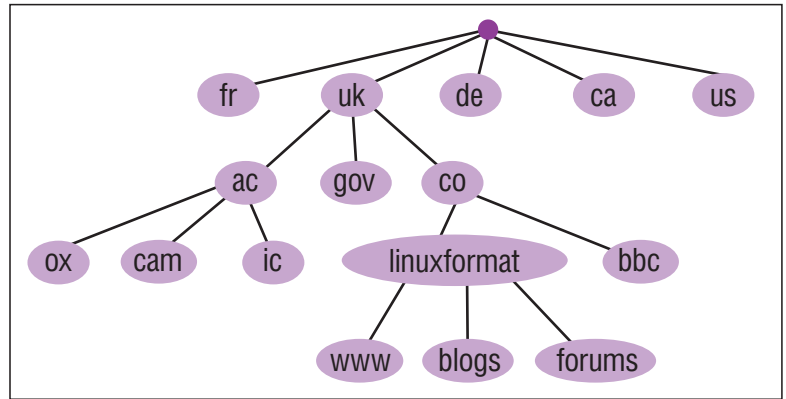 fr uk de ca us
ac gov co
ox cam ic linuxformat bbc
www blogs forums